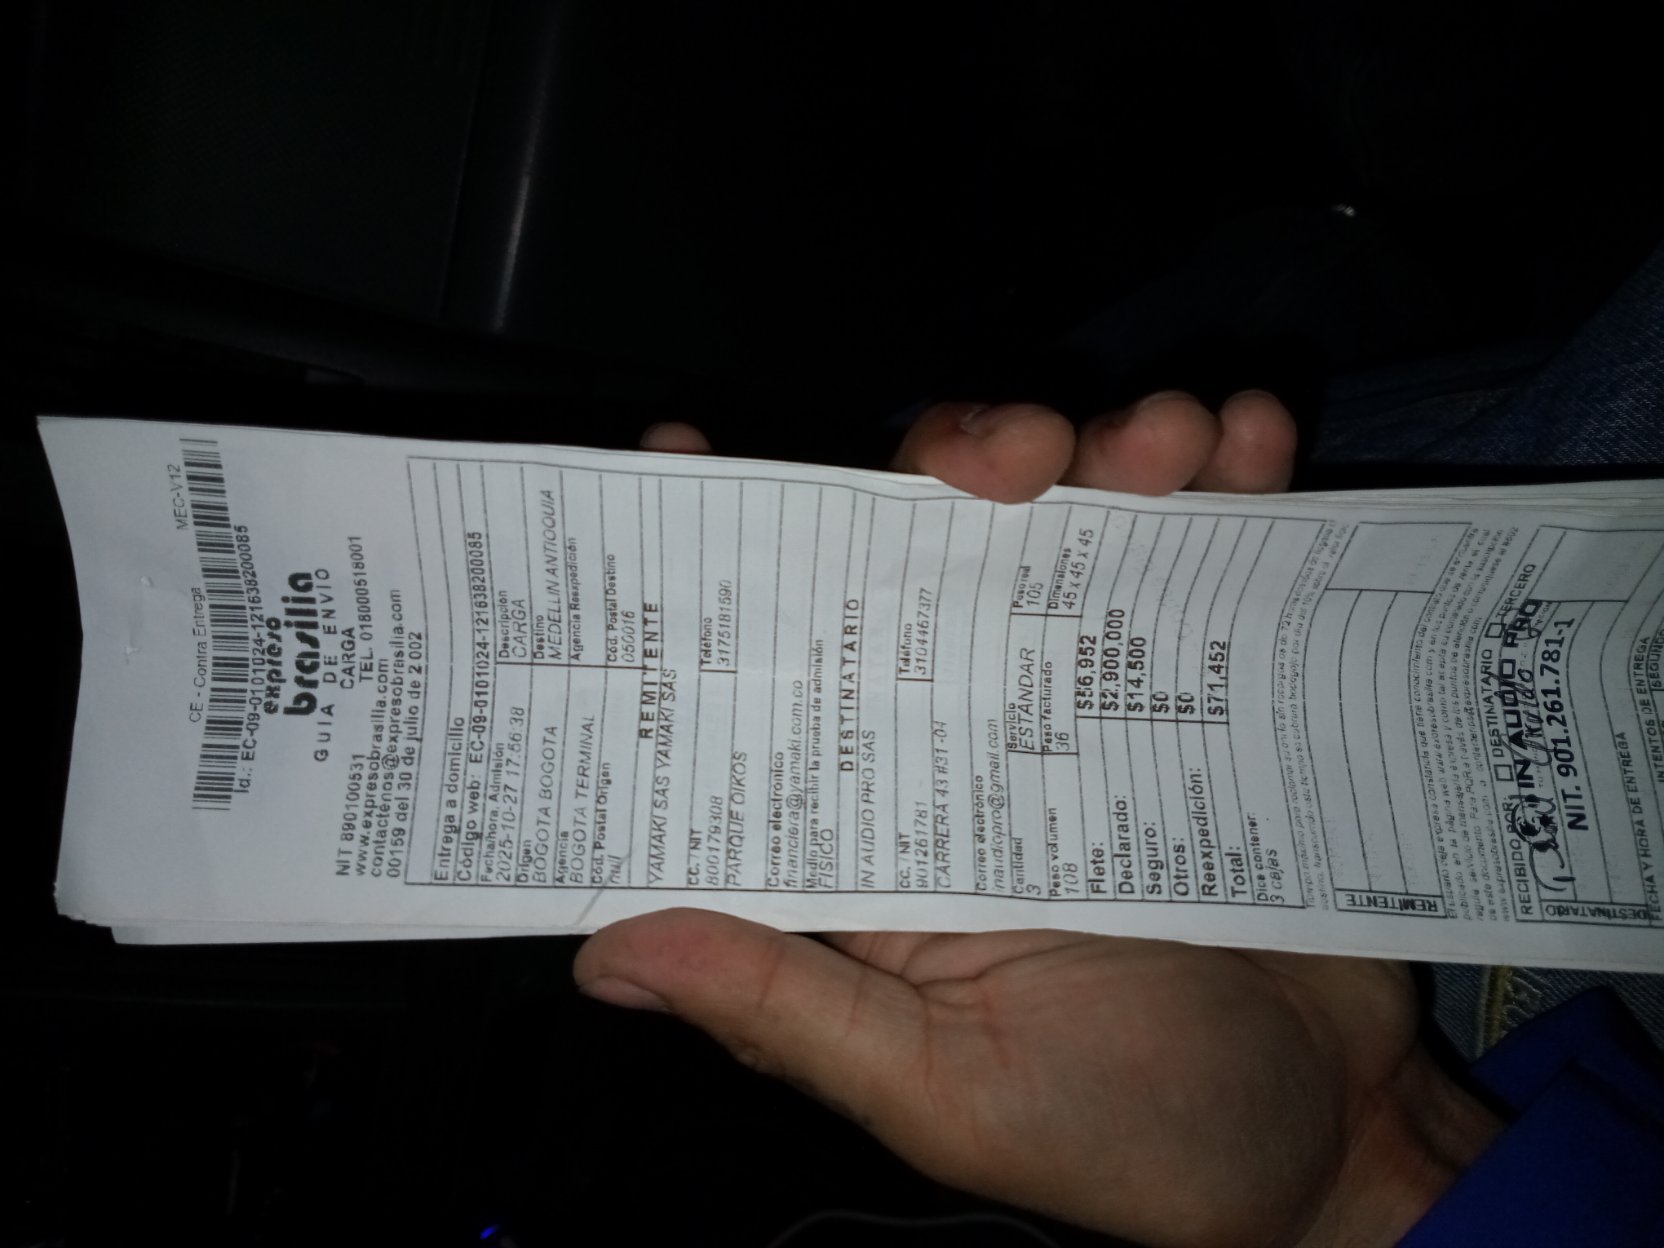 CE - Contra Entrega MEC-V12
Id.: EC-09-0101024-121638200085
expreso
brasilia
GUIA DE ENVIO
NIT 890100531 CARGA
www.expresobrasilia.com TEL. 018000518001
contactenos@expresobrasilia.com
00159 del 30 de julio de 2 002
Entrega a domicilio
Código web: EC-09-0101024-121638200085
Fecha/hora Admisión Descripción
2025-10-27 17:56:38 CARGA
Origen Destino
BOGOTA BOGOTA MEDELLIN ANTIOQUIA
Agencia Agencia Reexpedición
BOGOTA TERMINAL
Cód. Postal Origen Cód. Postal Destino
null 050016
REMITENTE
YAMAKI SAS YAMAKI SAS
CC. / NIT Teléfono
800179308 3175181590
PARQUE OIKOS
Correo electrónico
financiera@yamaki.com.co
Medio para recibir la prueba de admisión
FISICO
DESTINATARIO
IN AUDIO PRO SAS
CC. / NIT Teléfono
901261781 3104467377
CARRERA 43 #31 -04
Correo electrónico
inaudiopro@gmail.com
Cantidad Servicio Peso real
3 ESTANDAR 105
Peso volumen Peso facturado Dimensiones
108 36 45 x 45 x 45
Flete: $56,952
Declarado: $2,900,000
Seguro: $14,500
Otros: $0
Reexpedición: $0
Total: $71,452
Dice contener:
3 cajas
REMITENTE
RECIBIDO POR: DESTINATARIO TERCERO
IN AUDIO PRO
NIT. 901.261.781-1
DESTINATARIO
FECHA Y HORA DE ENTREGA
INTENTOS DE ENTREGA